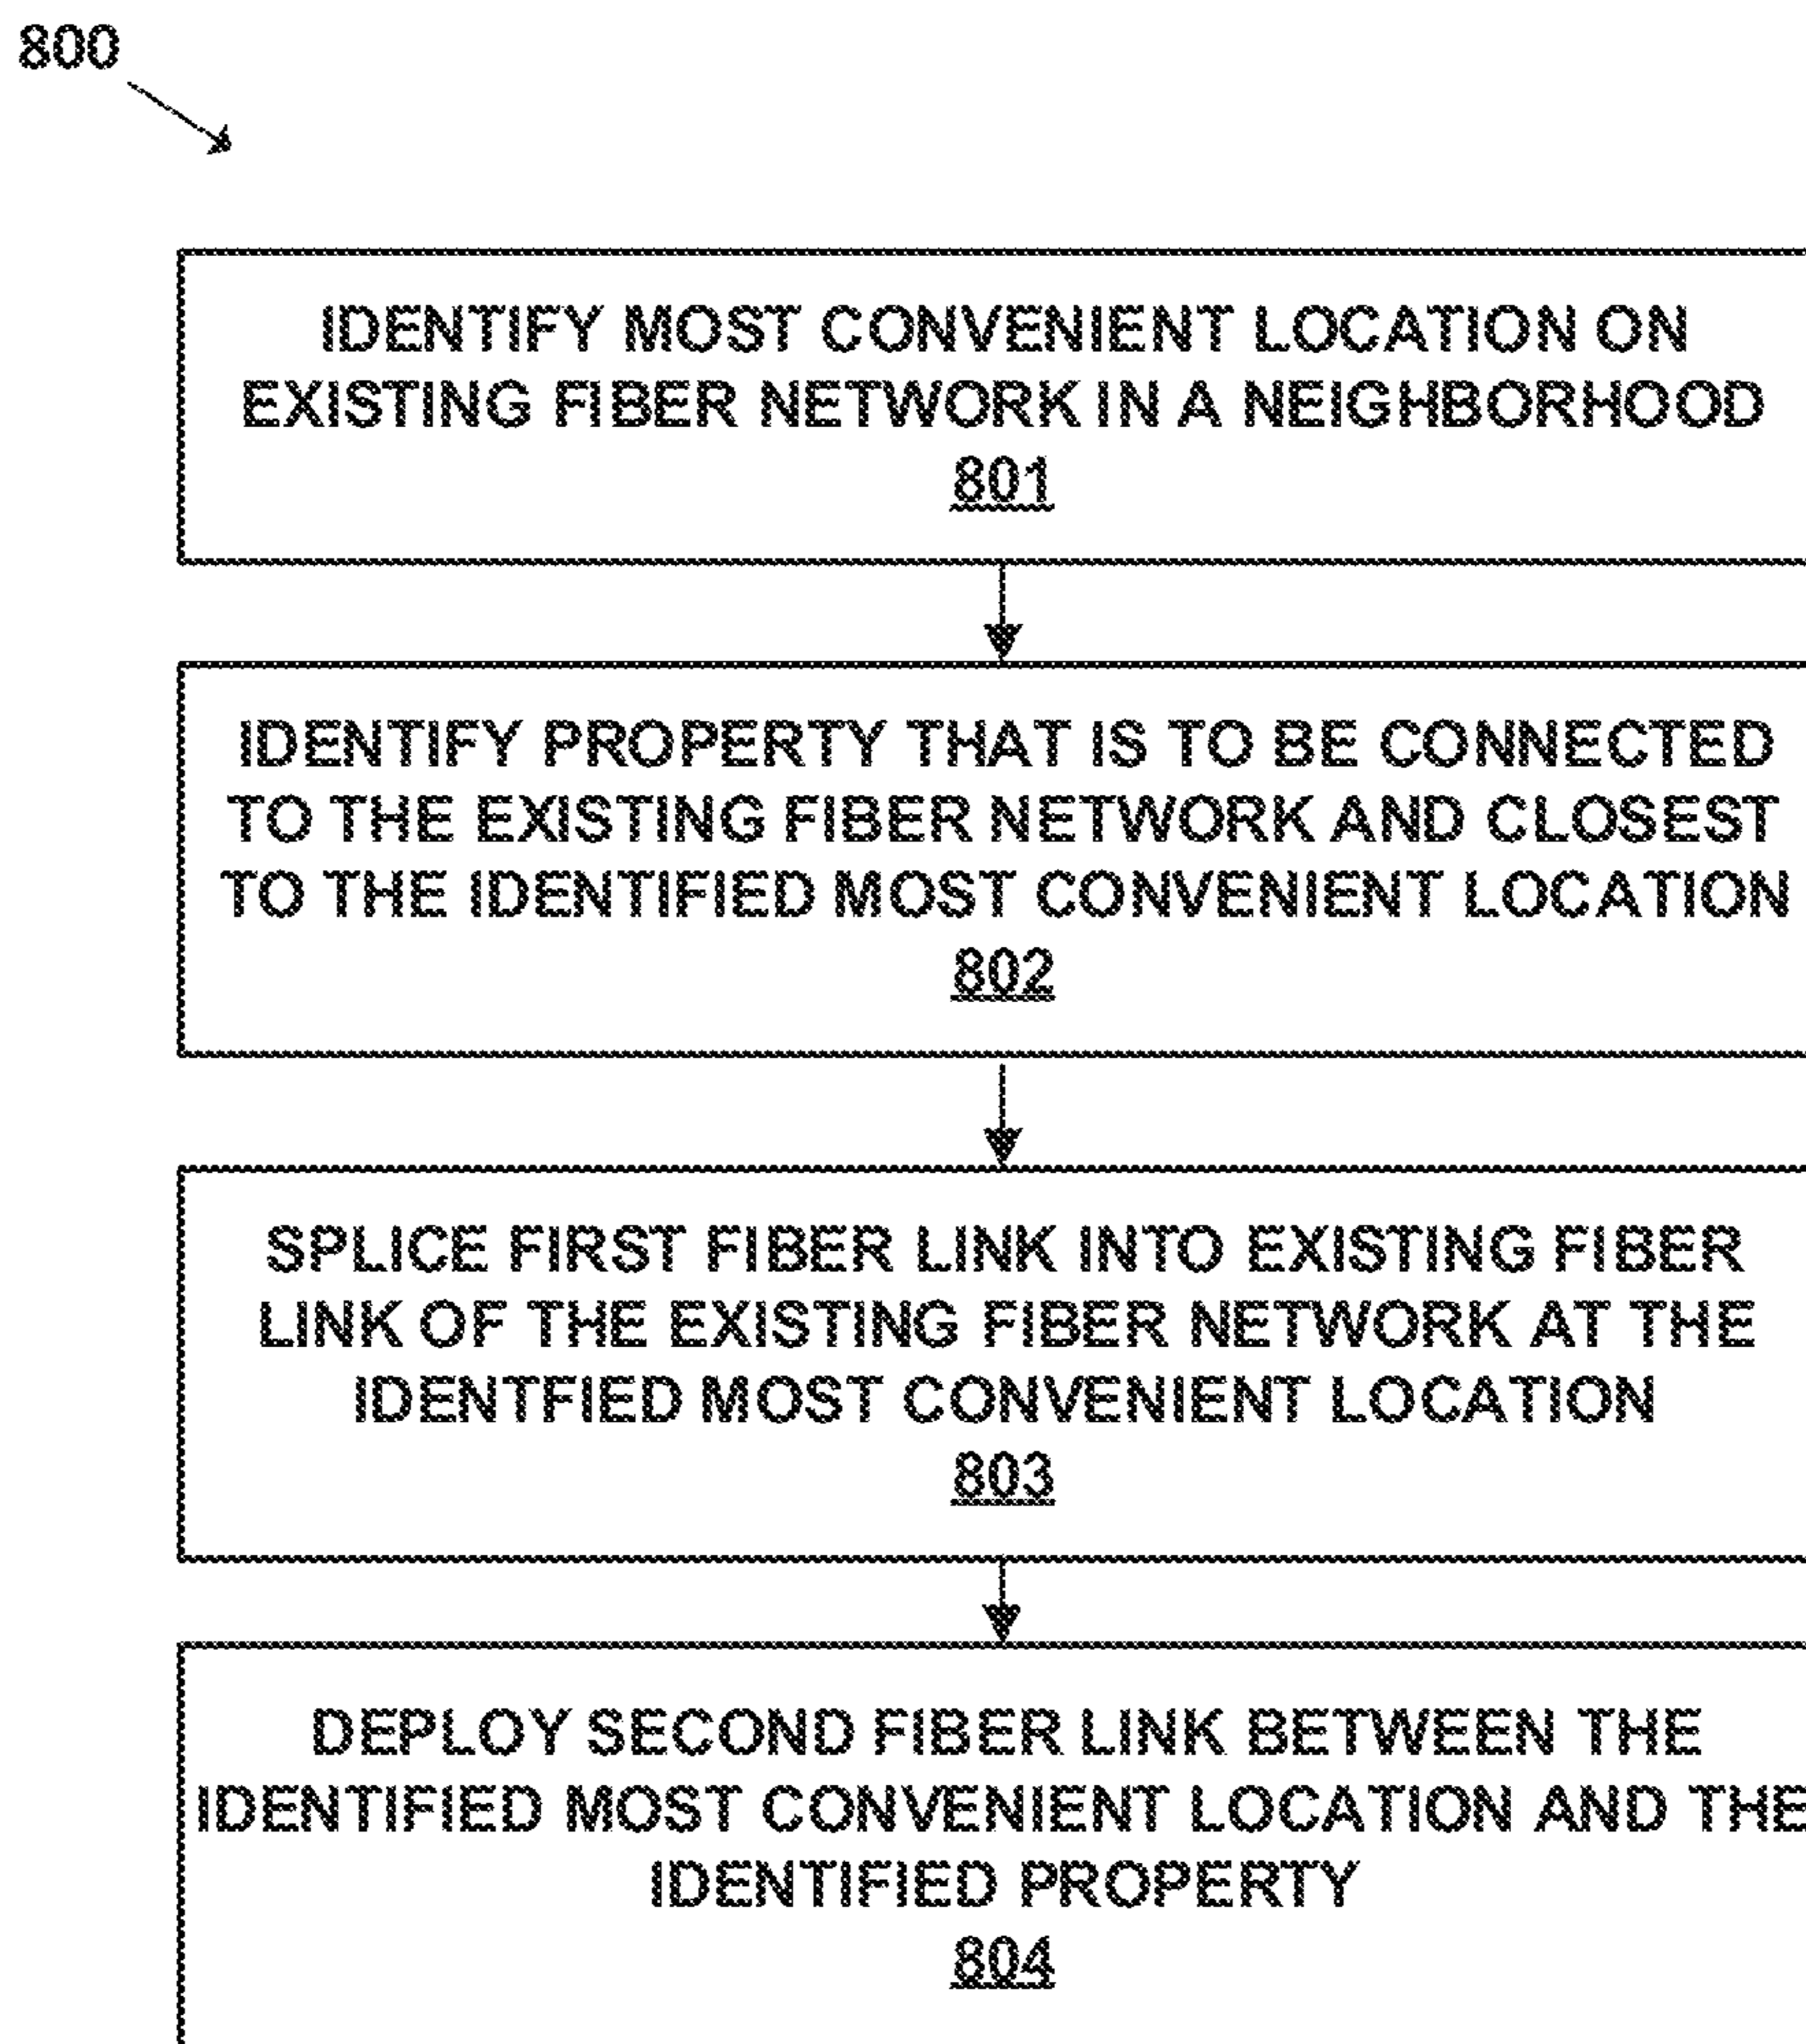 800
IDENTIFY MOST CONVENIENT LOCATION ON
EXISTING FIBER NETWORK IN A NEIGHBORHOOD
801
IDENTIFY PROPERTY THAT IS TO BE CONNECTED
TO THE EXISTING FIBER NETWORK AND CLOSEST
TO THE IDENTIFIED MOST CONVENIENT LOCATION
802
SPLICE FIRST FIBER LINK INTO EXISTING FIBER
LINK OF THE EXISTING FIBER NETWORK AT THE
IDENTFIED MOST CONVENIENT LOCATION
803
DEPLOY SECOND FIBER LINK BETWEEN THE
IDENTIFIED MOST CONVENIENT LOCATION AND THE
IDENTIFIED PROPERTY
804